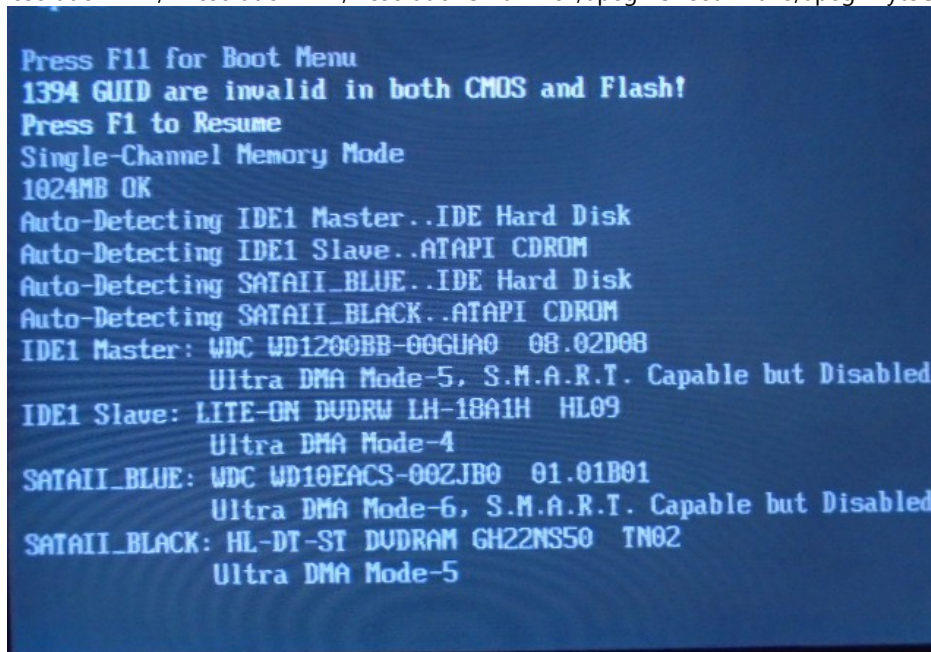 Press F11 for Boot Menu
1394 GUID are invalid in both CMOS and Flash!
Press F1 to Resume
Single-Channel Memory Mode
1024MB OK
Auto-Detecting IDE1 Master..IDE Hard Disk
Auto-Detecting IDE1 Slave..ATAPI CDROM
Auto-Detecting SATAII_BLUE..IDE Hard Disk
Auto-Detecting SATAII_BLACK..ATAPI CDROM
IDE1 Master: WDC WD1200BB-00GUA0 08.02D08
Ultra DMA Mode-5, S.M.A.R.T. Capable but Disabled
IDE1 Slave: LITE-ON DVDRW LH-18A1H HL09
Ultra DMA Mode-4
SATAII_BLUE: WDC WD10EACS-00ZJB0 01.01B01
Ultra DMA Mode-6, S.M.A.R.T. Capable but Disabled
SATAII_BLACK: HL-DT-ST DVDRAM GH22NS50 TN02
Ultra DMA Mode-5